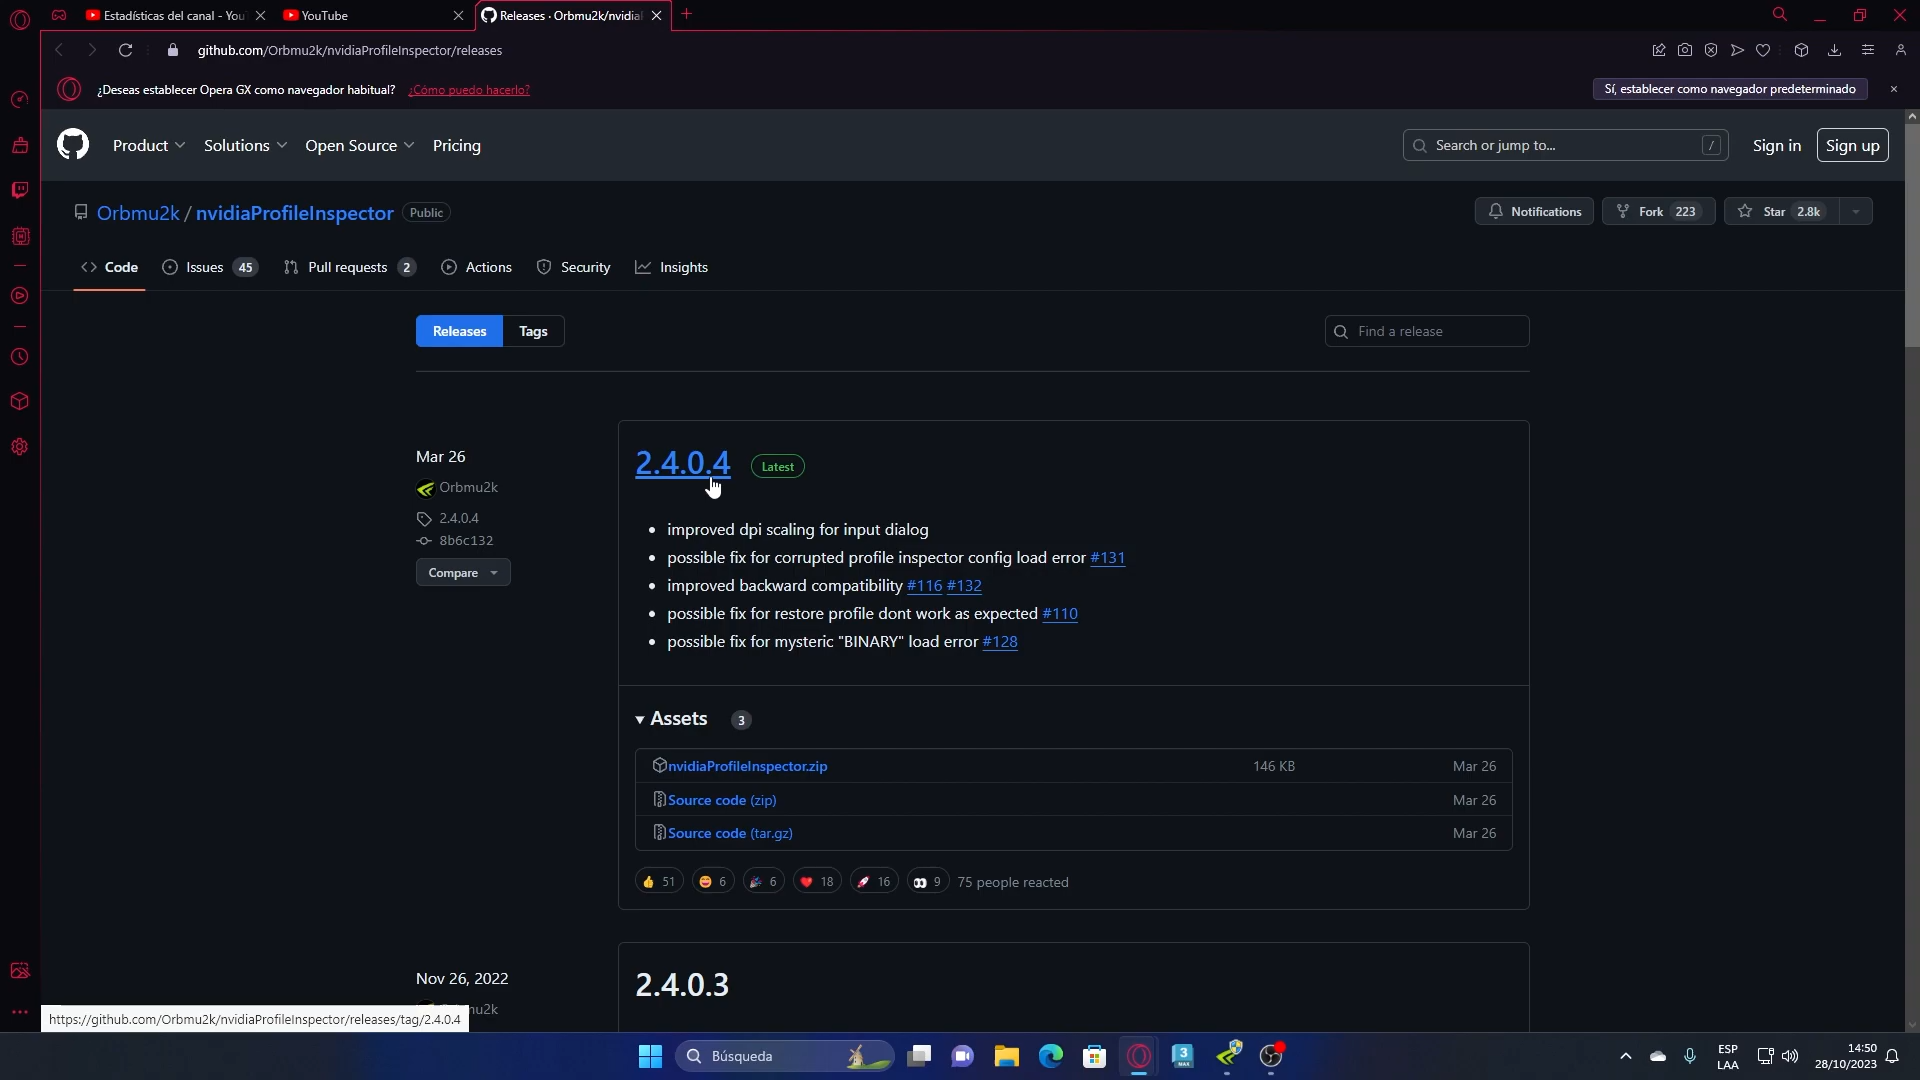 Estadísticas del canal - You
YouTube
Releases · Orbmu2k/nvidia
github.com/Orbmu2k/nvidiaProfileInspector/releases
¿Deseas establecer Opera GX como navegador habitual? ¿Cómo puedo hacerlo?
Sí, establecer como navegador predeterminado
Product
Solutions
Open Source
Pricing
Search or jump to...
/
Sign in
Sign up
Orbmu2k / nvidiaProfileInspector
Public
Notifications
Fork 223
Star 2.8k
Code
Issues 45
Pull requests 2
Actions
Security
Insights
Releases
Tags
Find a release
Mar 26
Orbmu2k
2.4.0.4
8b6c132
Compare
2.4.0.4
Latest
• improved dpi scaling for input dialog
• possible fix for corrupted profile inspector config load error #131
• improved backward compatibility #116 #132
• possible fix for restore profile dont work as expected #110
• possible fix for mysteric "BINARY" load error #128
Assets 3
nvidiaProfileInspector.zip 146 KB Mar 26
Source code (zip) Mar 26
Source code (tar.gz) Mar 26
51 6 6 18 16 9 75 people reacted
Nov 26, 2022
mu2k
2.4.0.3
https://github.com/Orbmu2k/nvidiaProfileInspector/releases/tag/2.4.0.4
Búsqueda
3
MAX
ESP
LAA
14:50
28/10/2023